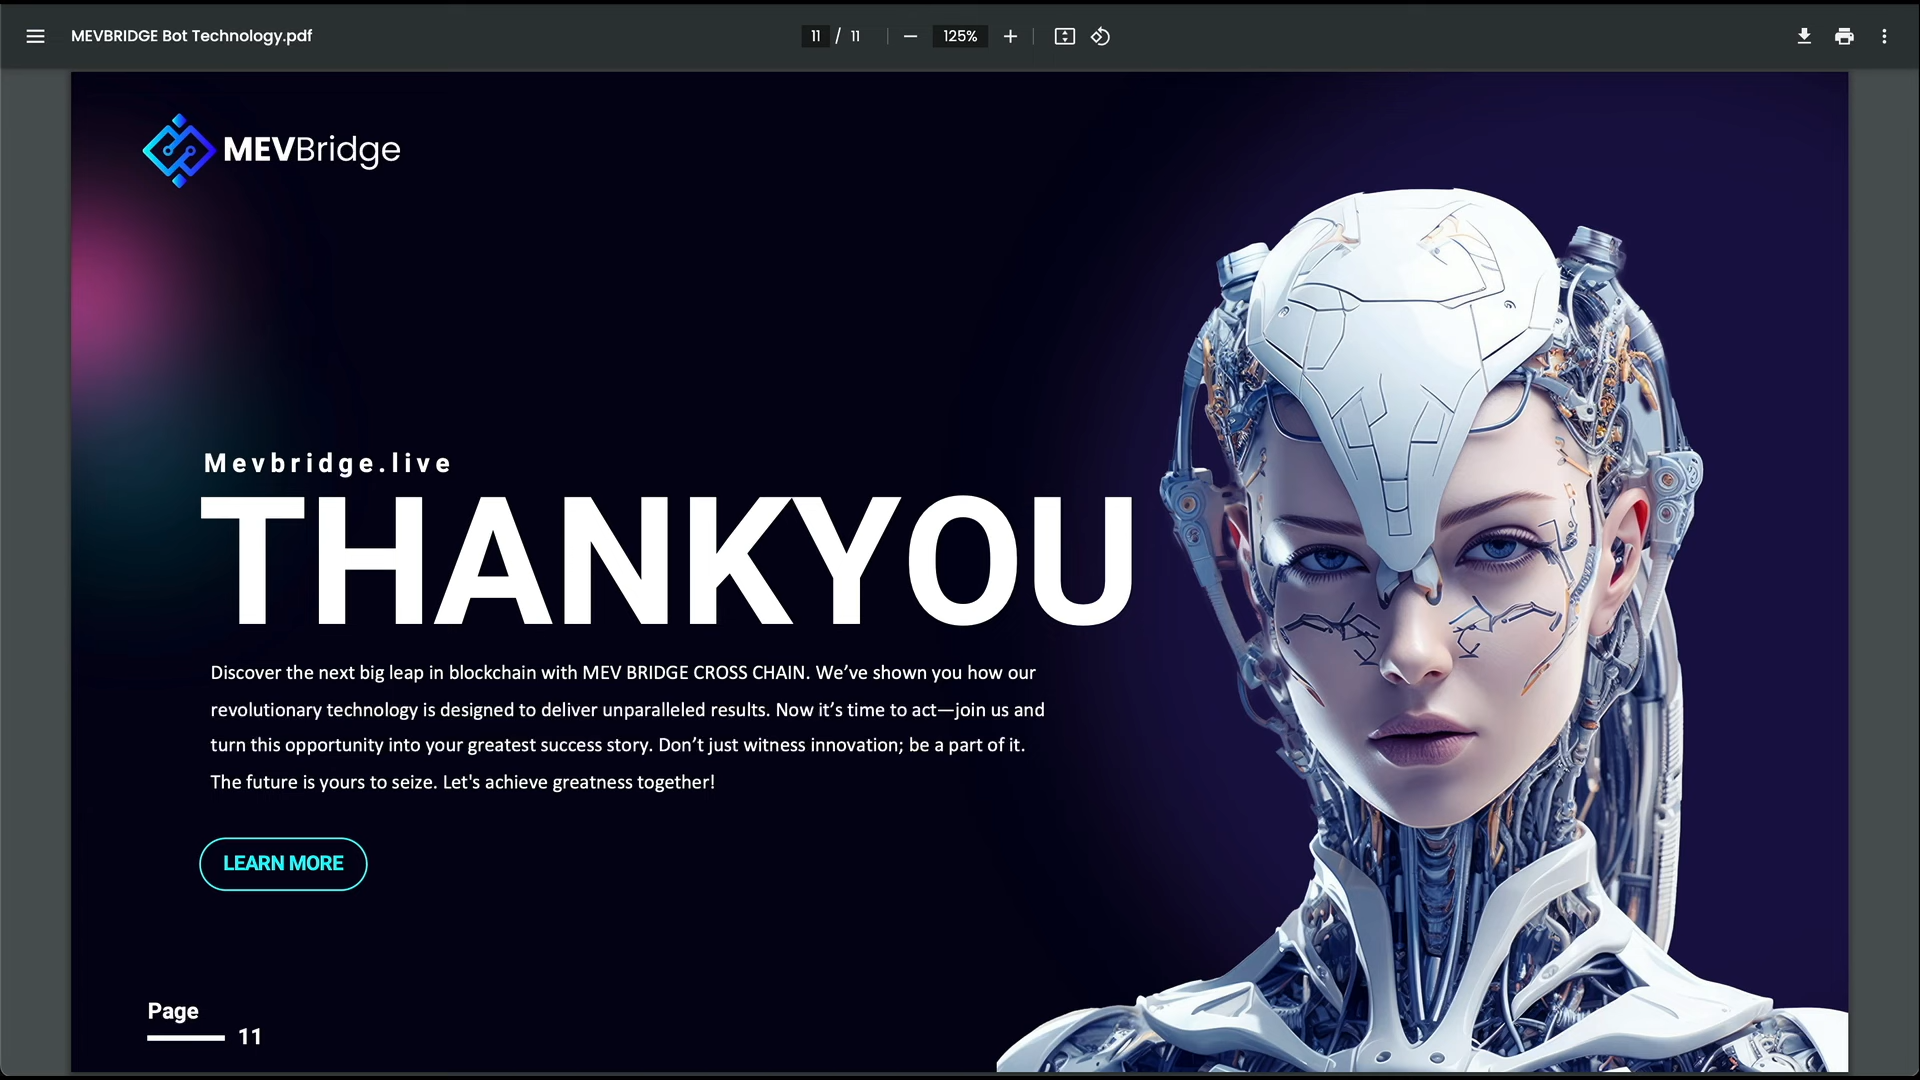 MEVBRIDGE Bot Technology.pdf
11 / 11
125%
MEVBridge
Mevbridge.live
THANKYOU
Discover the next big leap in blockchain with MEV BRIDGE CROSS CHAIN. We’ve shown you how our
revolutionary technology is designed to deliver unparalleled results. Now it’s time to act—join us and
turn this opportunity into your greatest success story. Don’t just witness innovation; be a part of it.
The future is yours to seize. Let's achieve greatness together!
LEARN MORE
Page
11